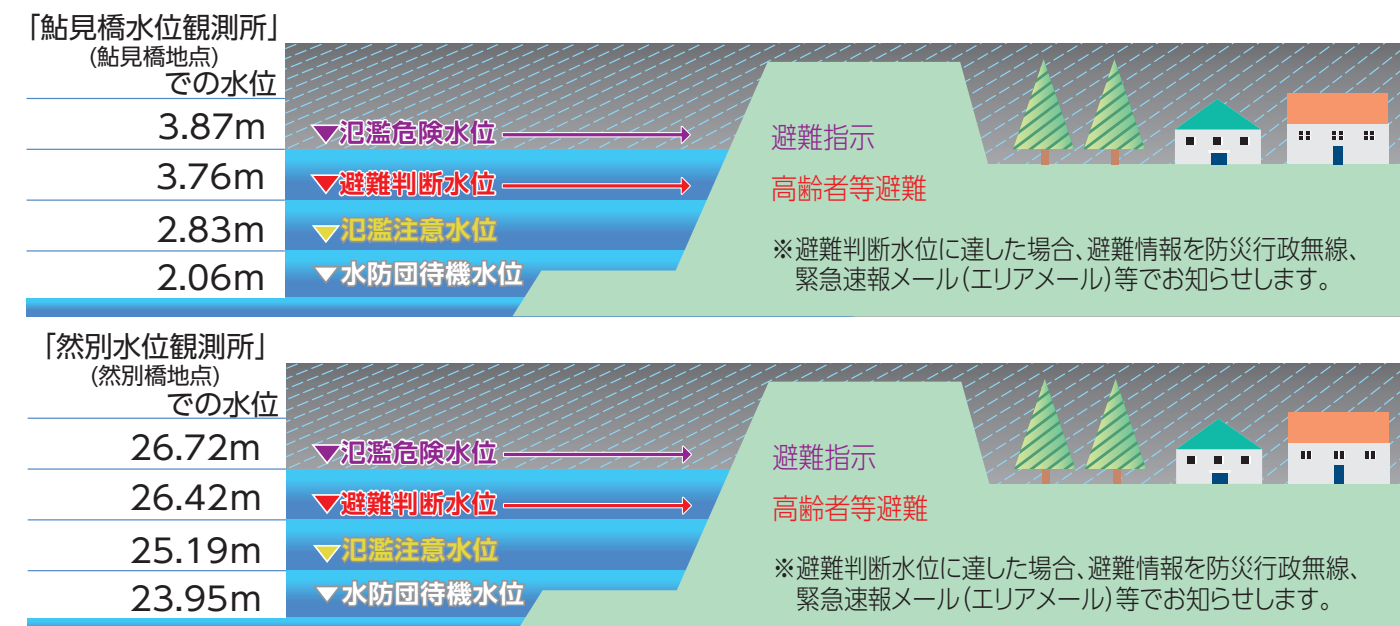 「鮎見橋水位観測所」
(鮎見橋地点)
での水位
3.87m ▼氾濫危険水位 避難指示
3.76m ▼避難判断水位 高齢者等避難
2.83m ▼氾濫注意水位
2.06m ▼水防団待機水位
※避難判断水位に達した場合、避難情報を防災行政無線、
緊急速報メール(エリアメール)等でお知らせします。
「然別水位観測所」
(然別橋地点)
での水位
26.72m ▼氾濫危険水位 避難指示
26.42m ▼避難判断水位 高齢者等避難
25.19m ▼氾濫注意水位
23.95m ▼水防団待機水位
※避難判断水位に達した場合、避難情報を防災行政無線、
緊急速報メール(エリアメール)等でお知らせします。